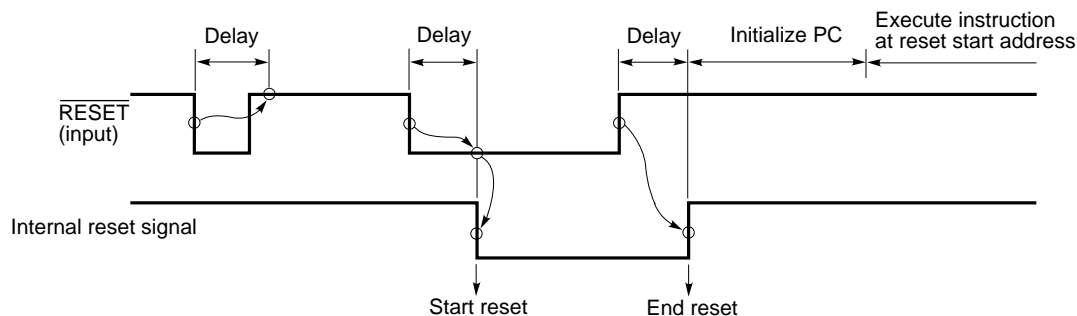 Delay
Delay
Delay
Initialize PC
Execute instruction
at reset start address
RESET
(input)
Internal reset signal
Start reset
End reset